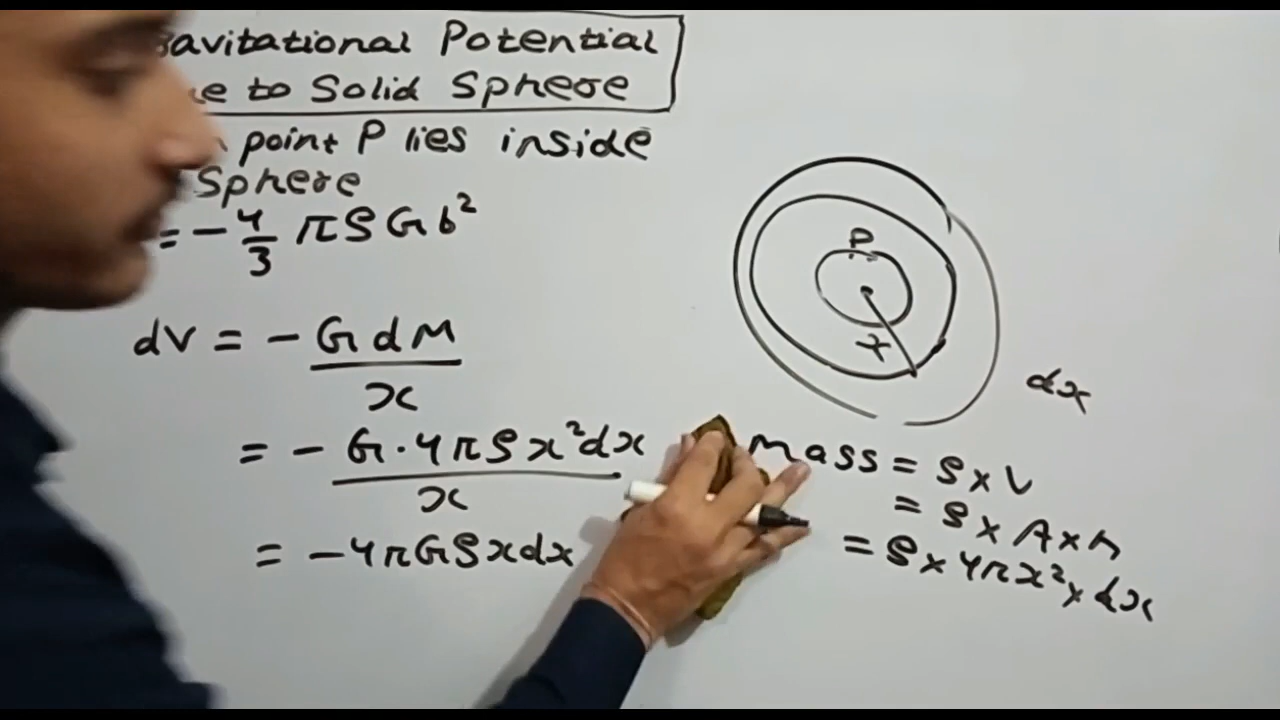 Gravitational Potential
to Solid Sphere
point P lies inside
Sphere
= - 4/3 πρGb²
dV = - GdM / x
= - G·4πρx²dx / x
= - 4πGρxdx
P
x
dx
mass = ρ × V
= ρ × A × h
= ρ × 4πx² × dx